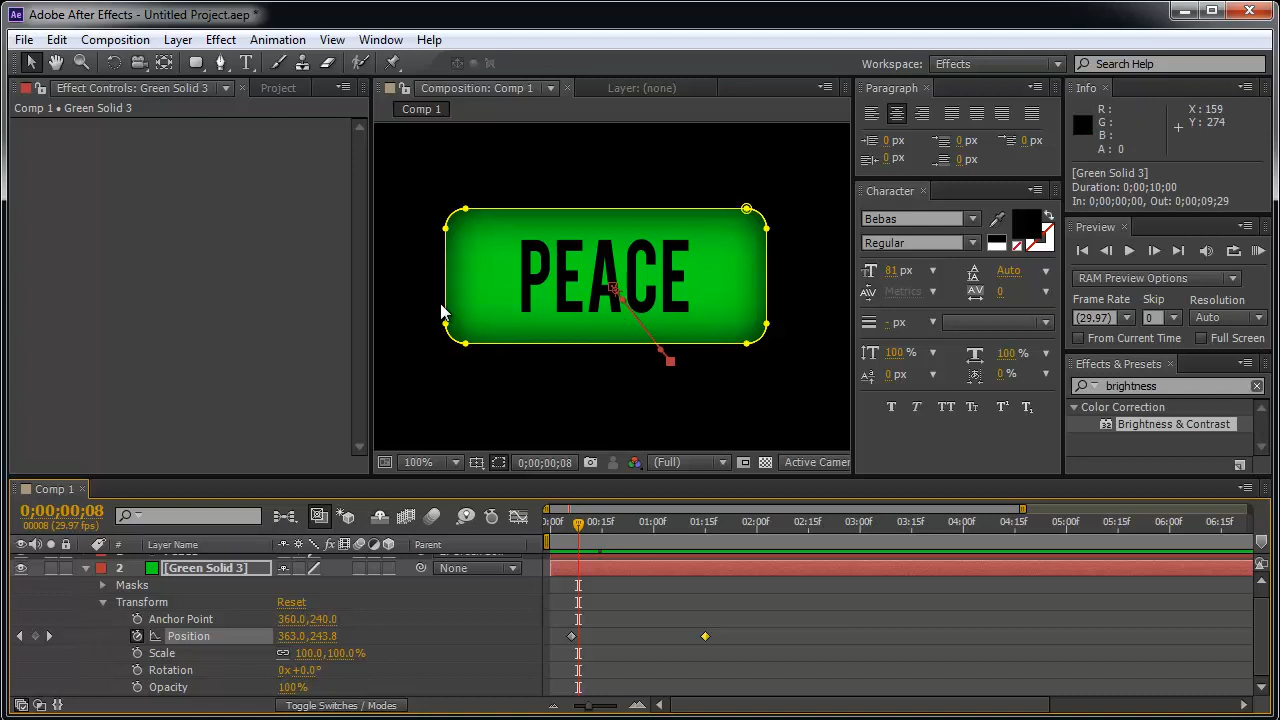 Ae Adobe After Effects - Untitled Project.aep *
File Edit Composition Layer Effect Animation View Window Help
Workspace: Effects Search Help
Effect Controls: Green Solid 3 Project
Comp 1 • Green Solid 3
Composition: Comp 1 Layer: (none)
Comp 1
PEACE
100% 0;00;00;08 (Full) Active Camer
Paragraph
0 px 0 px 0 px
0 px 0 px
Character
Bebas
Regular
81 px Auto
Metrics 0
- px
100 % 100 %
0 px 0 %
T T TT Tt T¹ T₁
Info
R: X : 159
G: Y : 274
B:
A : 0
[Green Solid 3]
Duration: 0;00;10;00
In: 0;00;00;00, Out: 0;00;09;29
Preview
RAM Preview Options
Frame Rate Skip Resolution
(29.97) 0 Auto
From Current Time Full Screen
Effects & Presets
brightness
Color Correction
32 Brightness & Contrast
Comp 1
0;00;00;08
00008 (29.97 fps)
:00f 00:15f 01:00f 01:15f 02:00f 02:15f 03:00f 03:15f 04:00f 04:15f 05:00f 05:15f 06:00f 06:15f
# Layer Name Parent
2 [Green Solid 3] None
Masks
Transform Reset
Anchor Point 360.0,240.0
Position 363.0,243.8
Scale 100.0,100.0%
Rotation 0x+0.0°
Opacity 100%
Toggle Switches / Modes